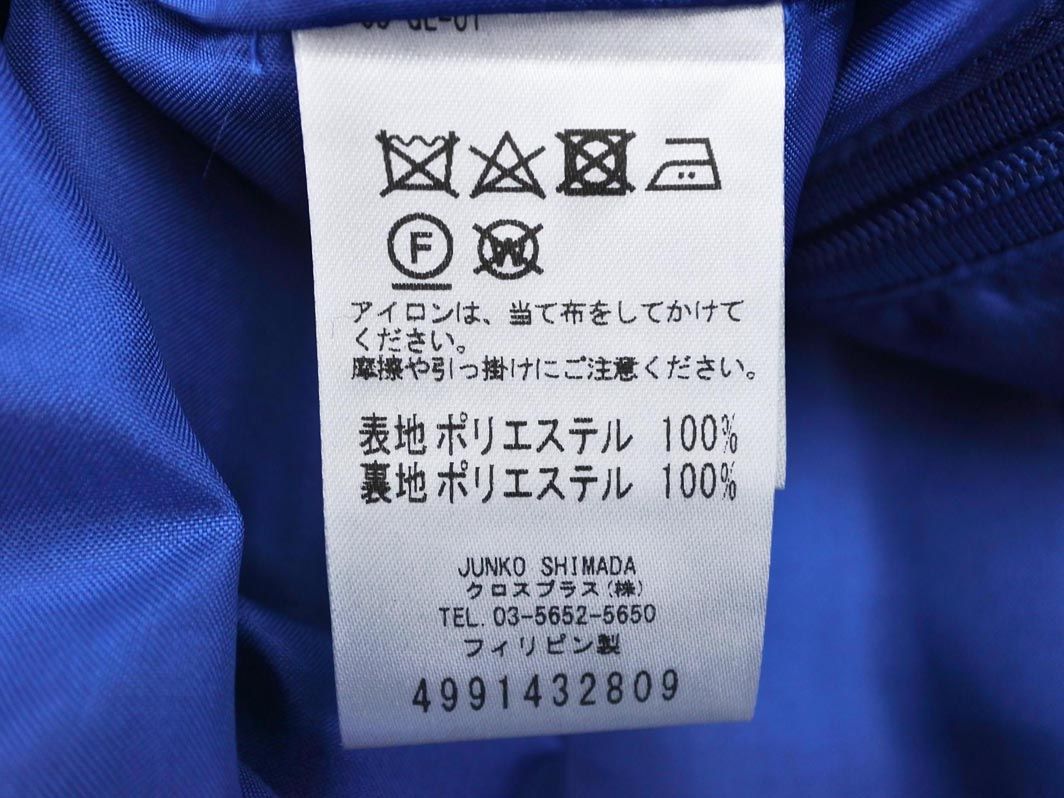 F
W
アイロンは、当て布をしてかけて
ください。
摩擦や引っ掛けにご注意ください。
表地 ポリエステル 100%
裏地 ポリエステル 100%
JUNKO SHIMADA
クロスプラス(株)
TEL. 03-5652-5650
フィリピン製
4991432809